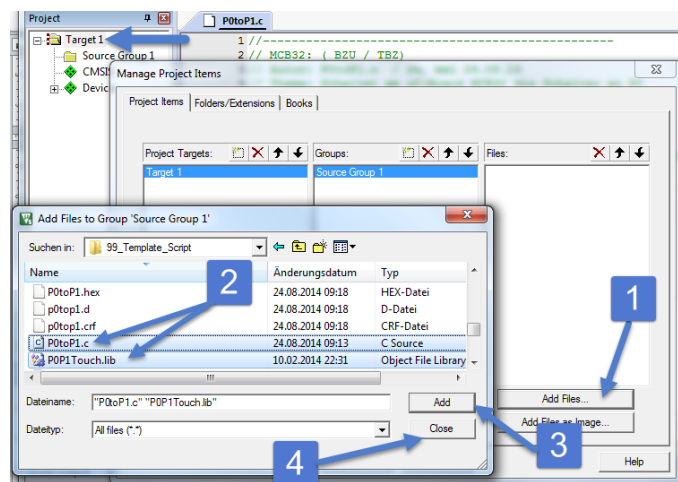 Project
P0toP1.c
Target 1
Source Group 1
CMSIS
Devic
1 //--------------------------------------------------
2 // MCB32: ( BZU / TBZ)
Manage Project Items
Project Items Folders/Extensions Books
Project Targets: Groups: Files:
Target 1 Source Group 1
Add Files to Group 'Source Group 1'
Suchen in: 99_Template_Script
Name Änderungsdatum Typ
P0toP1.hex 24.08.2014 09:18 HEX-Datei
p0top1.d 24.08.2014 09:18 D-Datei
p0top1.crf 24.08.2014 09:18 CRF-Datei
P0toP1.c 24.08.2014 09:13 C Source
P0P1Touch.lib 10.02.2014 22:31 Object File Library
Dateiname: "P0toP1.c" "P0P1Touch.lib" Add
Dateityp: All files (*.*) Close
1
2
3
4
Add Files...
Add Files as Image...
Help